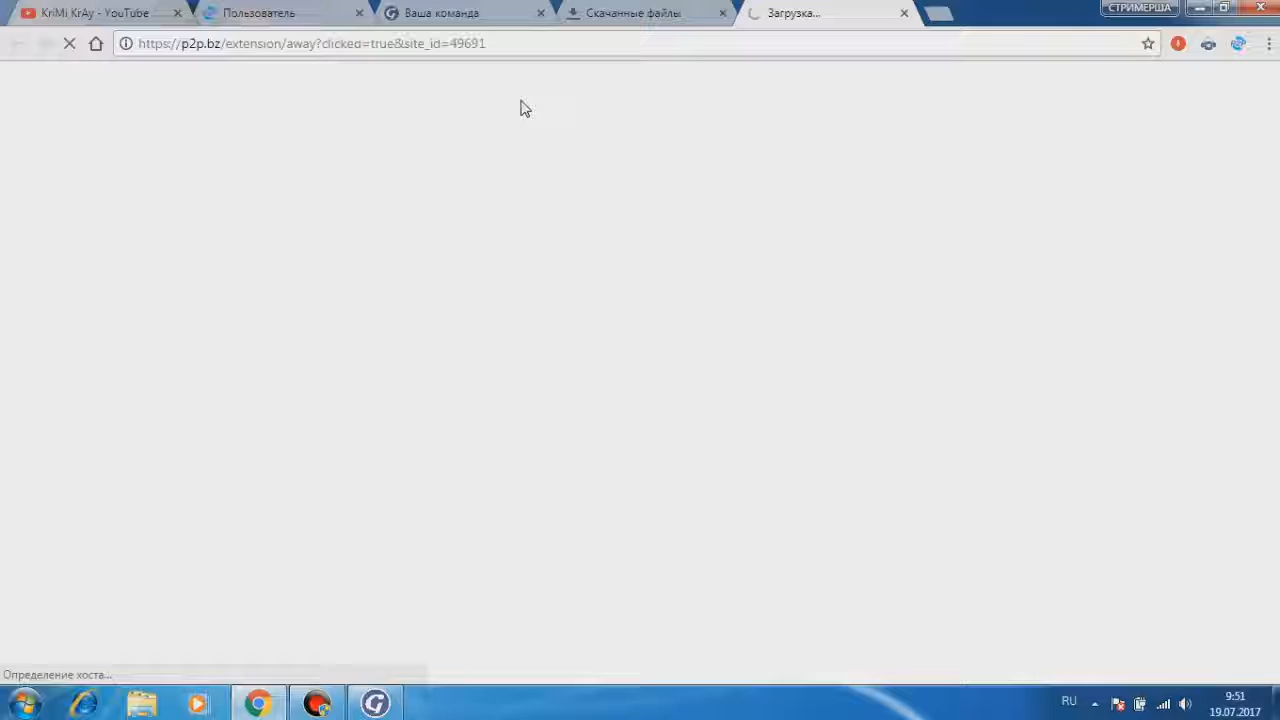 KriMi KrAy - YouTube
Пользователь
Ваша команда
Скачанные файлы
Загрузка...
СТРИМЕРША
https://p2p.bz/extension/away?clicked=true&site_id=49691
Определение хоста...
RU
9:51
19.07.2017